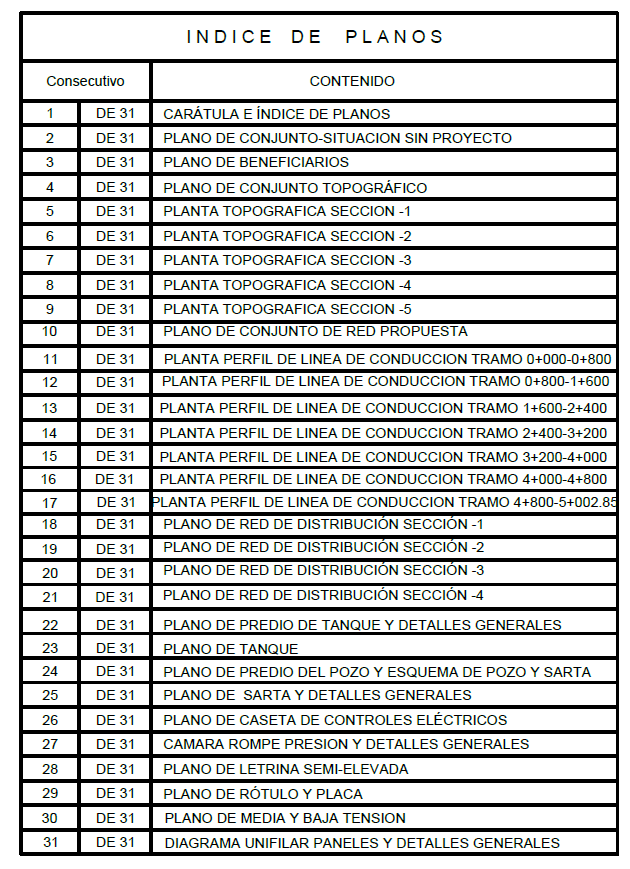 INDICE DE PLANOS
Consecutivo CONTENIDO
1 DE 31 CARÁTULA E ÍNDICE DE PLANOS
2 DE 31 PLANO DE CONJUNTO-SITUACION SIN PROYECTO
3 DE 31 PLANO DE BENEFICIARIOS
4 DE 31 PLANO DE CONJUNTO TOPOGRÁFICO
5 DE 31 PLANTA TOPOGRAFICA SECCION -1
6 DE 31 PLANTA TOPOGRAFICA SECCION -2
7 DE 31 PLANTA TOPOGRAFICA SECCION -3
8 DE 31 PLANTA TOPOGRAFICA SECCION -4
9 DE 31 PLANTA TOPOGRAFICA SECCION -5
10 DE 31 PLANO DE CONJUNTO DE RED PROPUESTA
11 DE 31 PLANTA PERFIL DE LINEA DE CONDUCCION TRAMO 0+000-0+800
12 DE 31 PLANTA PERFIL DE LINEA DE CONDUCCION TRAMO 0+800-1+600
13 DE 31 PLANTA PERFIL DE LINEA DE CONDUCCION TRAMO 1+600-2+400
14 DE 31 PLANTA PERFIL DE LINEA DE CONDUCCION TRAMO 2+400-3+200
15 DE 31 PLANTA PERFIL DE LINEA DE CONDUCCION TRAMO 3+200-4+000
16 DE 31 PLANTA PERFIL DE LINEA DE CONDUCCION TRAMO 4+000-4+800
17 DE 31 PLANTA PERFIL DE LINEA DE CONDUCCION TRAMO 4+800-5+002.85
18 DE 31 PLANO DE RED DE DISTRIBUCIÓN SECCIÓN -1
19 DE 31 PLANO DE RED DE DISTRIBUCIÓN SECCIÓN -2
20 DE 31 PLANO DE RED DE DISTRIBUCIÓN SECCIÓN -3
21 DE 31 PLANO DE RED DE DISTRIBUCIÓN SECCIÓN -4
22 DE 31 PLANO DE PREDIO DE TANQUE Y DETALLES GENERALES
23 DE 31 PLANO DE TANQUE
24 DE 31 PLANO DE PREDIO DEL POZO Y ESQUEMA DE POZO Y SARTA
25 DE 31 PLANO DE SARTA Y DETALLES GENERALES
26 DE 31 PLANO DE CASETA DE CONTROLES ELÉCTRICOS
27 DE 31 CAMARA ROMPE PRESION Y DETALLES GENERALES
28 DE 31 PLANO DE LETRINA SEMI-ELEVADA
29 DE 31 PLANO DE RÓTULO Y PLACA
30 DE 31 PLANO DE MEDIA Y BAJA TENSION
31 DE 31 DIAGRAMA UNIFILAR PANELES Y DETALLES GENERALES